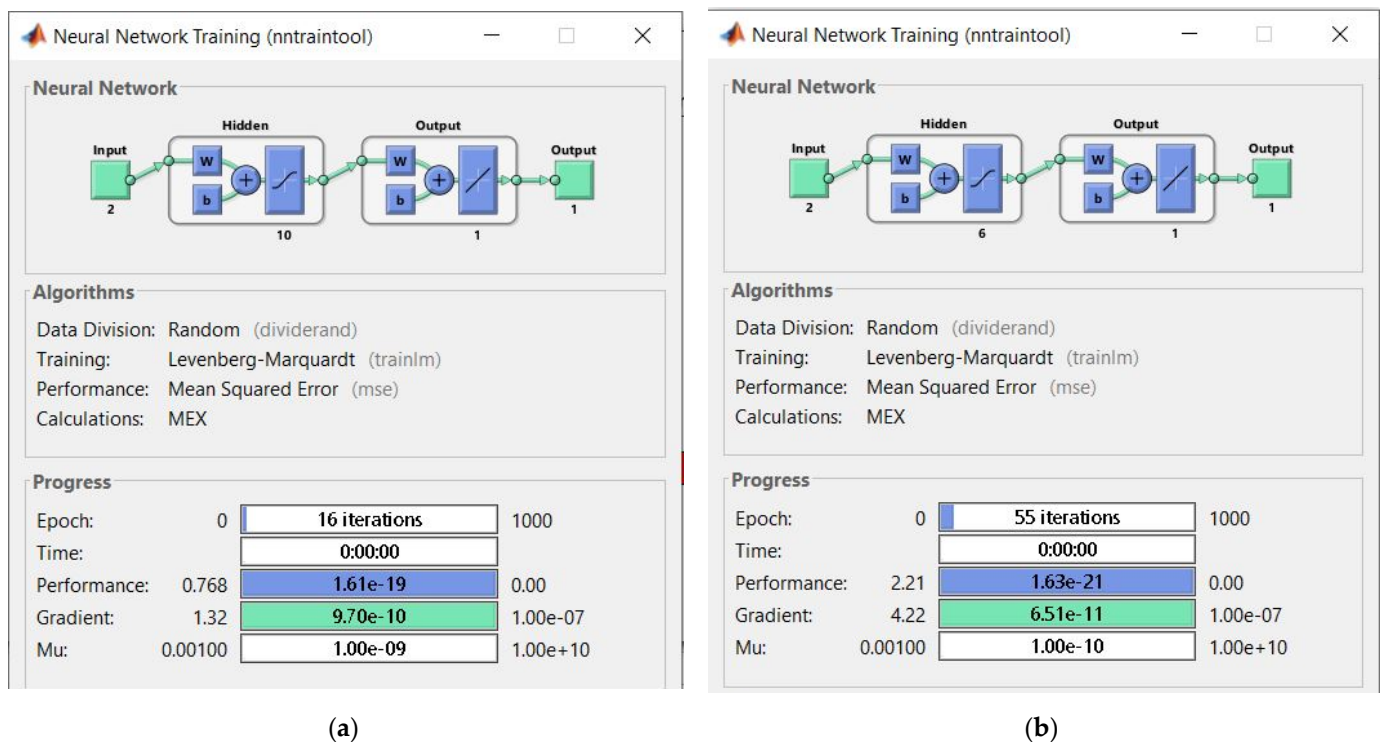 Neural Network Training (nntraintool)
Neural Network
Hidden
Output
Input
Output
W
W
b
b
2
1
10
1
Algorithms
Data Division: Random (dividerand)
Training: Levenberg-Marquardt (trainlm)
Performance: Mean Squared Error (mse)
Calculations: MEX
Progress
Epoch: 0 16 iterations 1000
Time: 0:00:00
Performance: 0.768 1.61e-19 0.00
Gradient: 1.32 9.70e-10 1.00e-07
Mu: 0.00100 1.00e-09 1.00e+10
(a)
Neural Network Training (nntraintool)
Neural Network
Hidden
Output
Input
Output
W
W
b
b
2
1
6
1
Algorithms
Data Division: Random (dividerand)
Training: Levenberg-Marquardt (trainlm)
Performance: Mean Squared Error (mse)
Calculations: MEX
Progress
Epoch: 0 55 iterations 1000
Time: 0:00:00
Performance: 2.21 1.63e-21 0.00
Gradient: 4.22 6.51e-11 1.00e-07
Mu: 0.00100 1.00e-10 1.00e+10
(b)